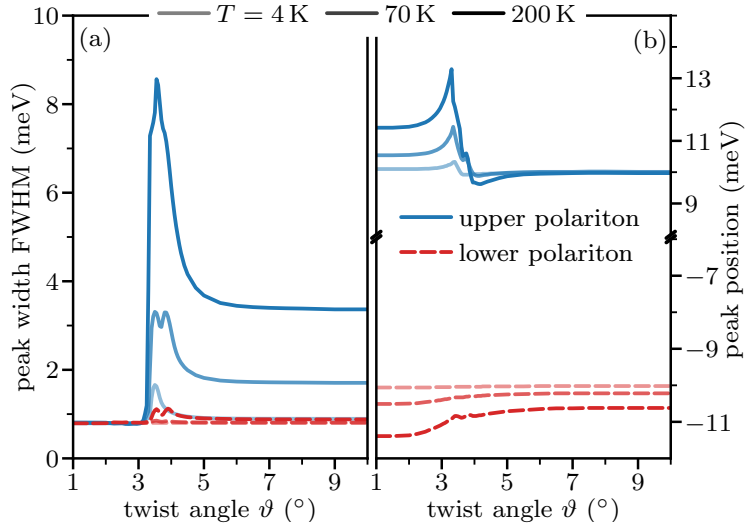 T = 4 K 70 K 200 K
(a)
(b)
peak width FWHM (meV)
10
8
6
4
2
0
1 3 5 7 9
twist angle ϑ (°)
upper polariton
lower polariton
1 3 5 7 9
twist angle ϑ (°)
13
11
9
−7
−9
−11
peak position (meV)